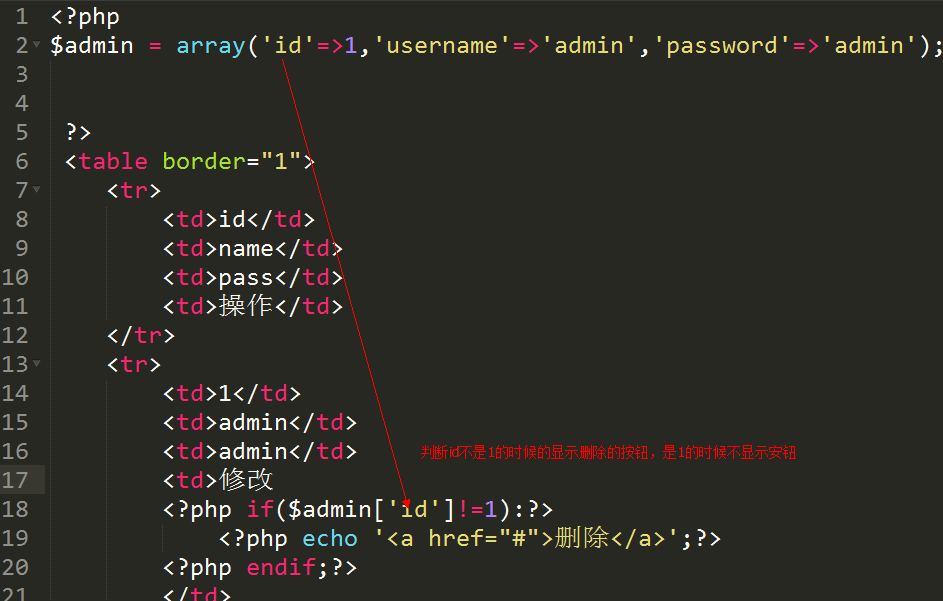 1 <?php
2 $admin = array('id'=>1,'username'=>'admin','password'=>'admin');
3
4
5 ?>
6 <table border="1">
7 <tr>
8 <td>id</td>
9 <td>name</td>
10 <td>pass</td>
11 <td>操作</td>
12 </tr>
13 <tr>
14 <td>1</td>
15 <td>admin</td>
16 <td>admin</td> 判断id不是1的时候的显示删除的按钮，是1的时候不显示安钮
17 <td>修改
18 <?php if($admin['id']!=1):?>
19 <?php echo '<a href="#">删除</a>';?>
20 <?php endif;?>
21 </td>